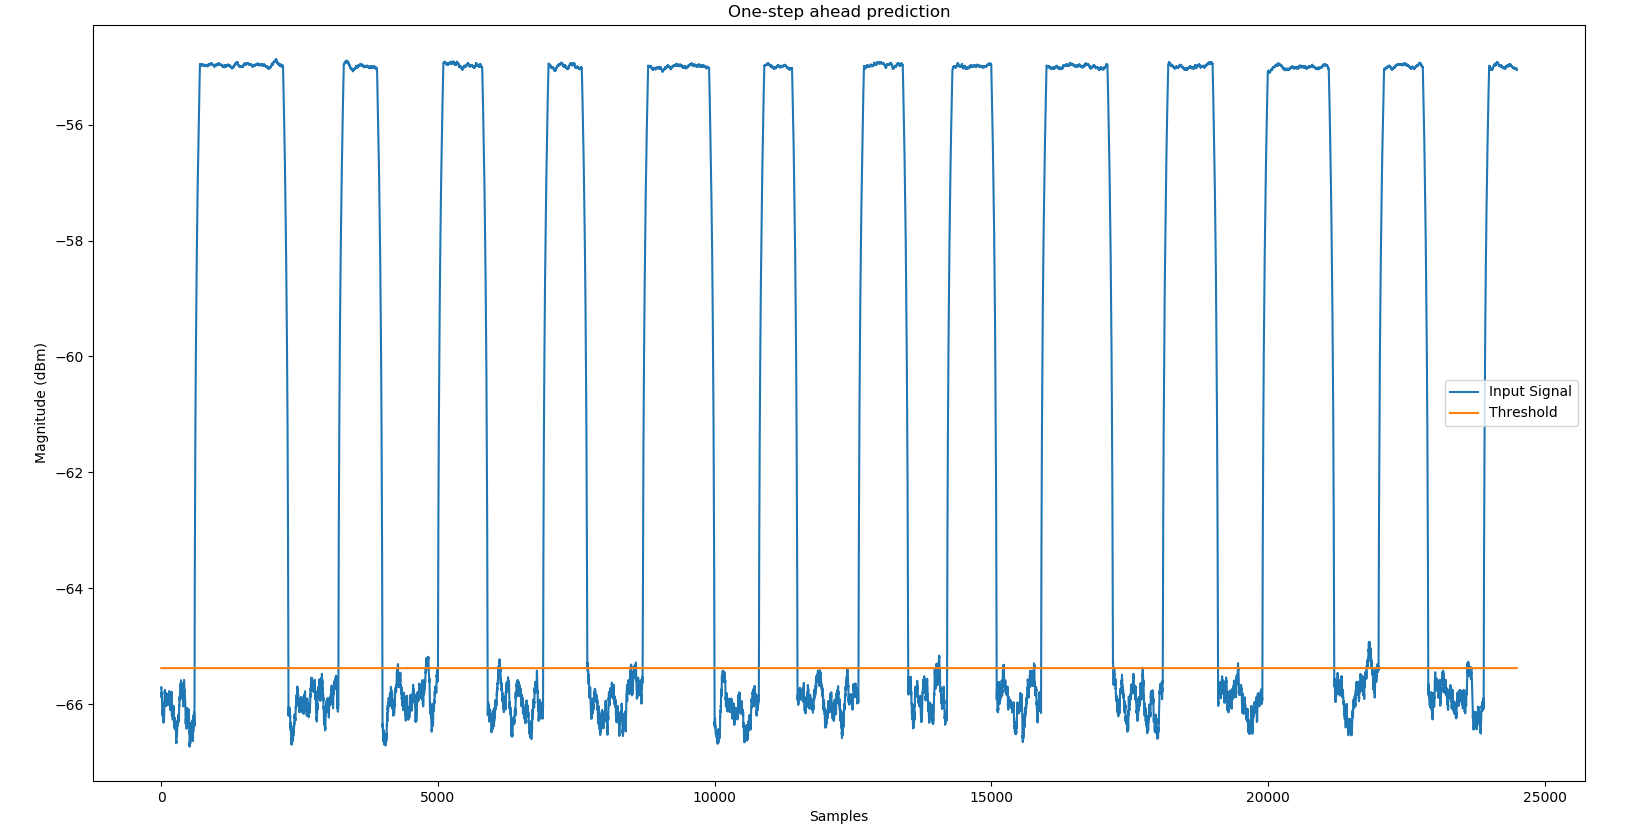 One-step ahead prediction
Magnitude (dBm)
−56
−58
−60
−62
−64
−66
Input Signal
Threshold
0
5000
10000
15000
20000
25000
Samples